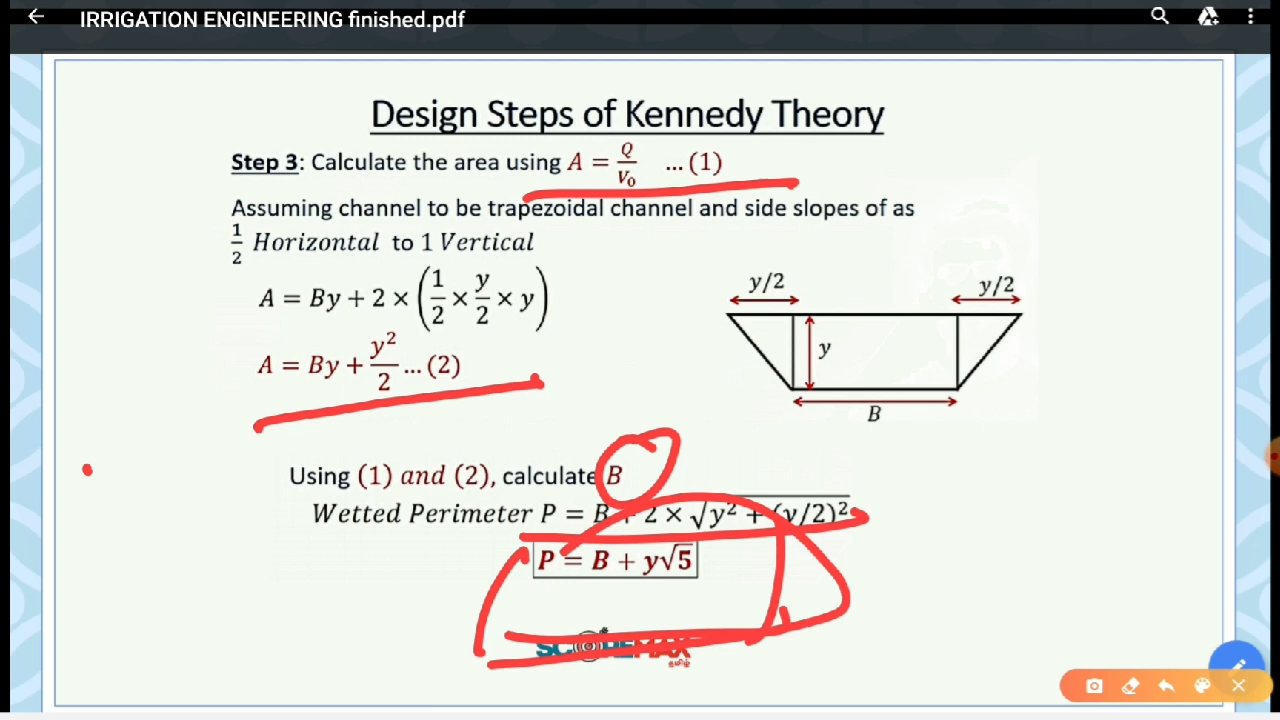 IRRIGATION ENGINEERING finished.pdf
Design Steps of Kennedy Theory
Step 3: Calculate the area using A = Q/V₀ ...(1)
Assuming channel to be trapezoidal channel and side slopes of as
1/2 Horizontal to 1 Vertical
A = By + 2 × (1/2 × y/2 × y)
y/2 y/2
A = By + y²/2 ...(2)
y
B
Using (1) and (2), calculate B
Wetted Perimeter P = B + 2 × √y² + (y/2)²
P = B + y√5
SCOREMAX
தமிழ்